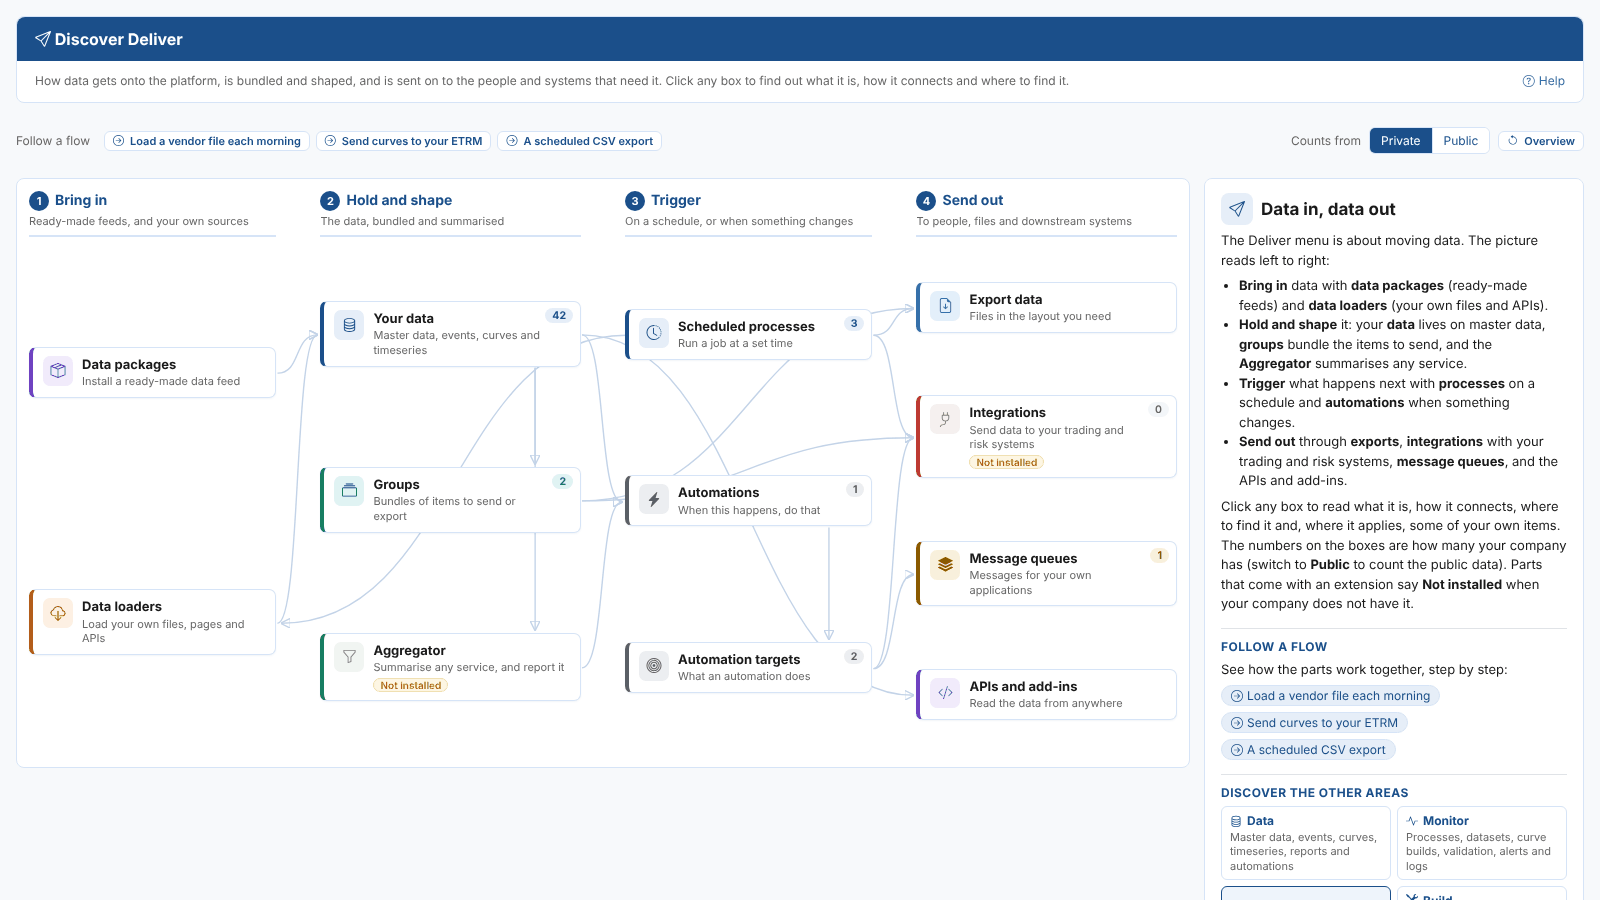 Discover Deliver
How data gets onto the platform, is bundled and shaped, and is sent on to the people and systems that need it. Click any box to find out what it is, how it connects and where to find it.
Help
Follow a flow
Load a vendor file each morning
Send curves to your ETRM
A scheduled CSV export
Counts from
Private
Public
Overview
1 Bring in
Ready-made feeds, and your own sources
2 Hold and shape
The data, bundled and summarised
3 Trigger
On a schedule, or when something changes
4 Send out
To people, files and downstream systems
Data packages
Install a ready-made data feed
Data loaders
Load your own files, pages and
APIs
Your data
42
Master data, events, curves and
timeseries
Groups
2
Bundles of items to send or
export
Aggregator
Summarise any service, and report it
Not installed
Scheduled processes
3
Run a job at a set time
Automations
1
When this happens, do that
Automation targets
2
What an automation does
Export data
Files in the layout you need
Integrations
0
Send data to your trading and
risk systems
Not installed
Message queues
1
Messages for your own
applications
APIs and add-ins
Read the data from anywhere
Data in, data out
The Deliver menu is about moving data. The picture
reads left to right:
• Bring in data with data packages (ready-made
feeds) and data loaders (your own files and APIs).
• Hold and shape it: your data lives on master data,
groups bundle the items to send, and the
Aggregator summarises any service.
• Trigger what happens next with processes on a
schedule and automations when something
changes.
• Send out through exports, integrations with your
trading and risk systems, message queues, and the
APIs and add-ins.
Click any box to read what it is, how it connects, where
to find it and, where it applies, some of your own items.
The numbers on the boxes are how many your company
has (switch to Public to count the public data). Parts
that come with an extension say Not installed when
your company does not have it.
FOLLOW A FLOW
See how the parts work together, step by step:
Load a vendor file each morning
Send curves to your ETRM
A scheduled CSV export
DISCOVER THE OTHER AREAS
Data
Master data, events, curves,
timeseries, reports and
automations
Monitor
Processes, datasets, curve
builds, validation, alerts and
logs
Build